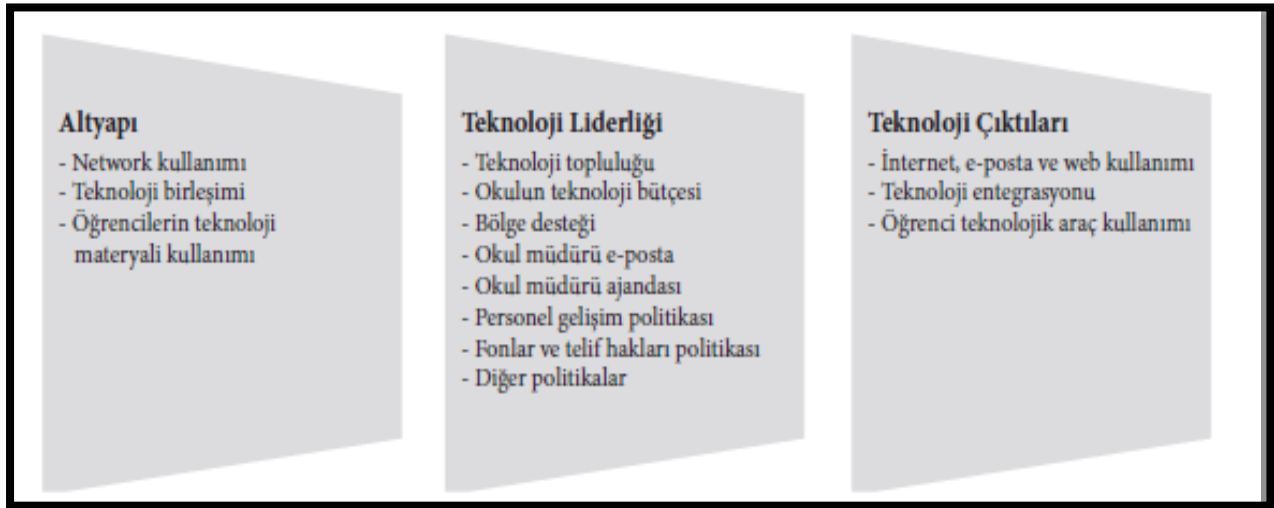 Altyapı
- Network kullanımı
- Teknoloji birleşimi
- Öğrencilerin teknoloji
materyali kullanımı
Teknoloji Liderliği
- Teknoloji topluluğu
- Okulun teknoloji bütçesi
- Bölge desteği
- Okul müdürü e-posta
- Okul müdürü ajandası
- Personel gelişim politikası
- Fonlar ve telif hakları politikası
- Diğer politikalar
Teknoloji Çıktıları
- İnternet, e-posta ve web kullanımı
- Teknoloji entegrasyonu
- Öğrenci teknolojik araç kullanımı